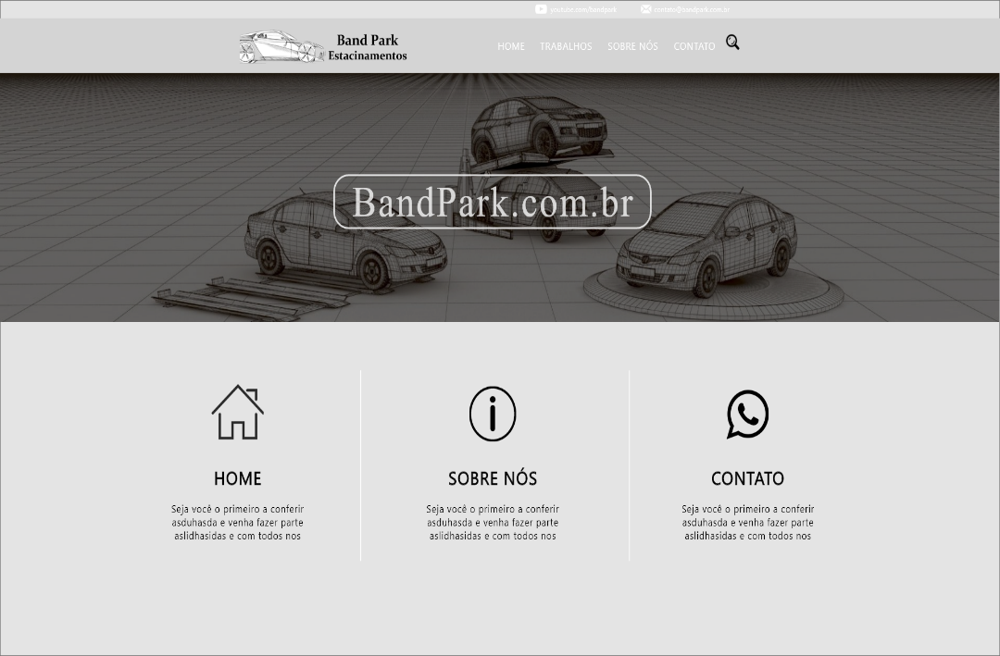 youtube.com/bandpark contato@bandpark.com.br
Band Park
Estacinamentos
HOME TRABALHOS SOBRE NÓS CONTATO
BandPark.com.br
HOME
Seja você o primeiro a conferir
asduhasda e venha fazer parte
aslidhasidas e com todos nos
SOBRE NÓS
Seja você o primeiro a conferir
asduhasda e venha fazer parte
aslidhasidas e com todos nos
CONTATO
Seja você o primeiro a conferir
asduhasda e venha fazer parte
aslidhasidas e com todos nos